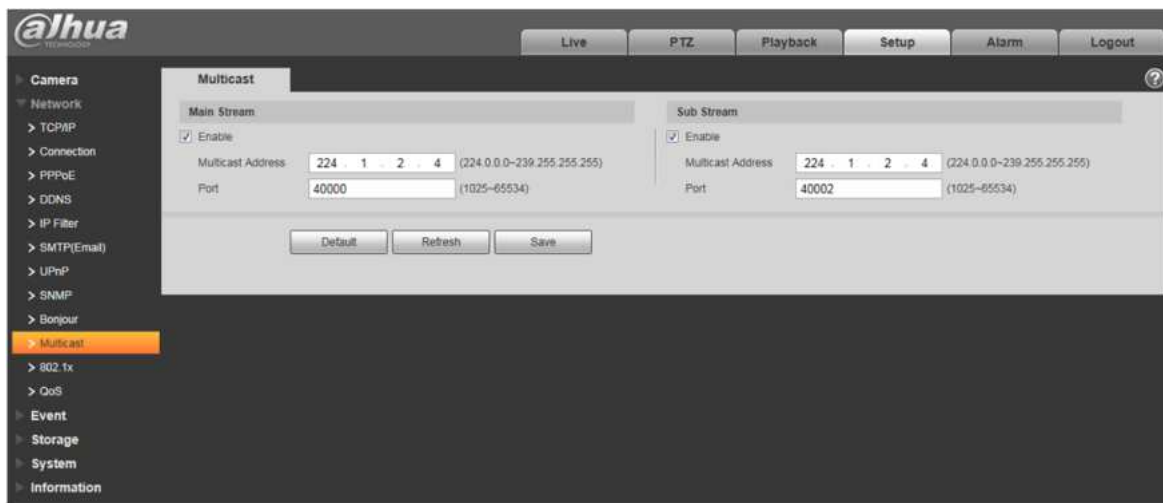 alhua
TECHNOLOGY
Live
PTZ
Playback
Setup
Alarm
Logout
Camera
Network
> TCP/IP
> Connection
> PPPoE
> DDNS
> IP Filter
> SMTP(Email)
> UPnP
> SNMP
> Bonjour
> Multicast
> 802.1x
> QoS
Event
Storage
System
Information
Multicast
?
Main Stream
Enable
Multicast Address 224 . 1 . 2 . 4 (224.0.0.0~239.255.255.255)
Port 40000 (1025~65534)
Sub Stream
Enable
Multicast Address 224 . 1 . 2 . 4 (224.0.0.0~239.255.255.255)
Port 40002 (1025~65534)
Default
Refresh
Save